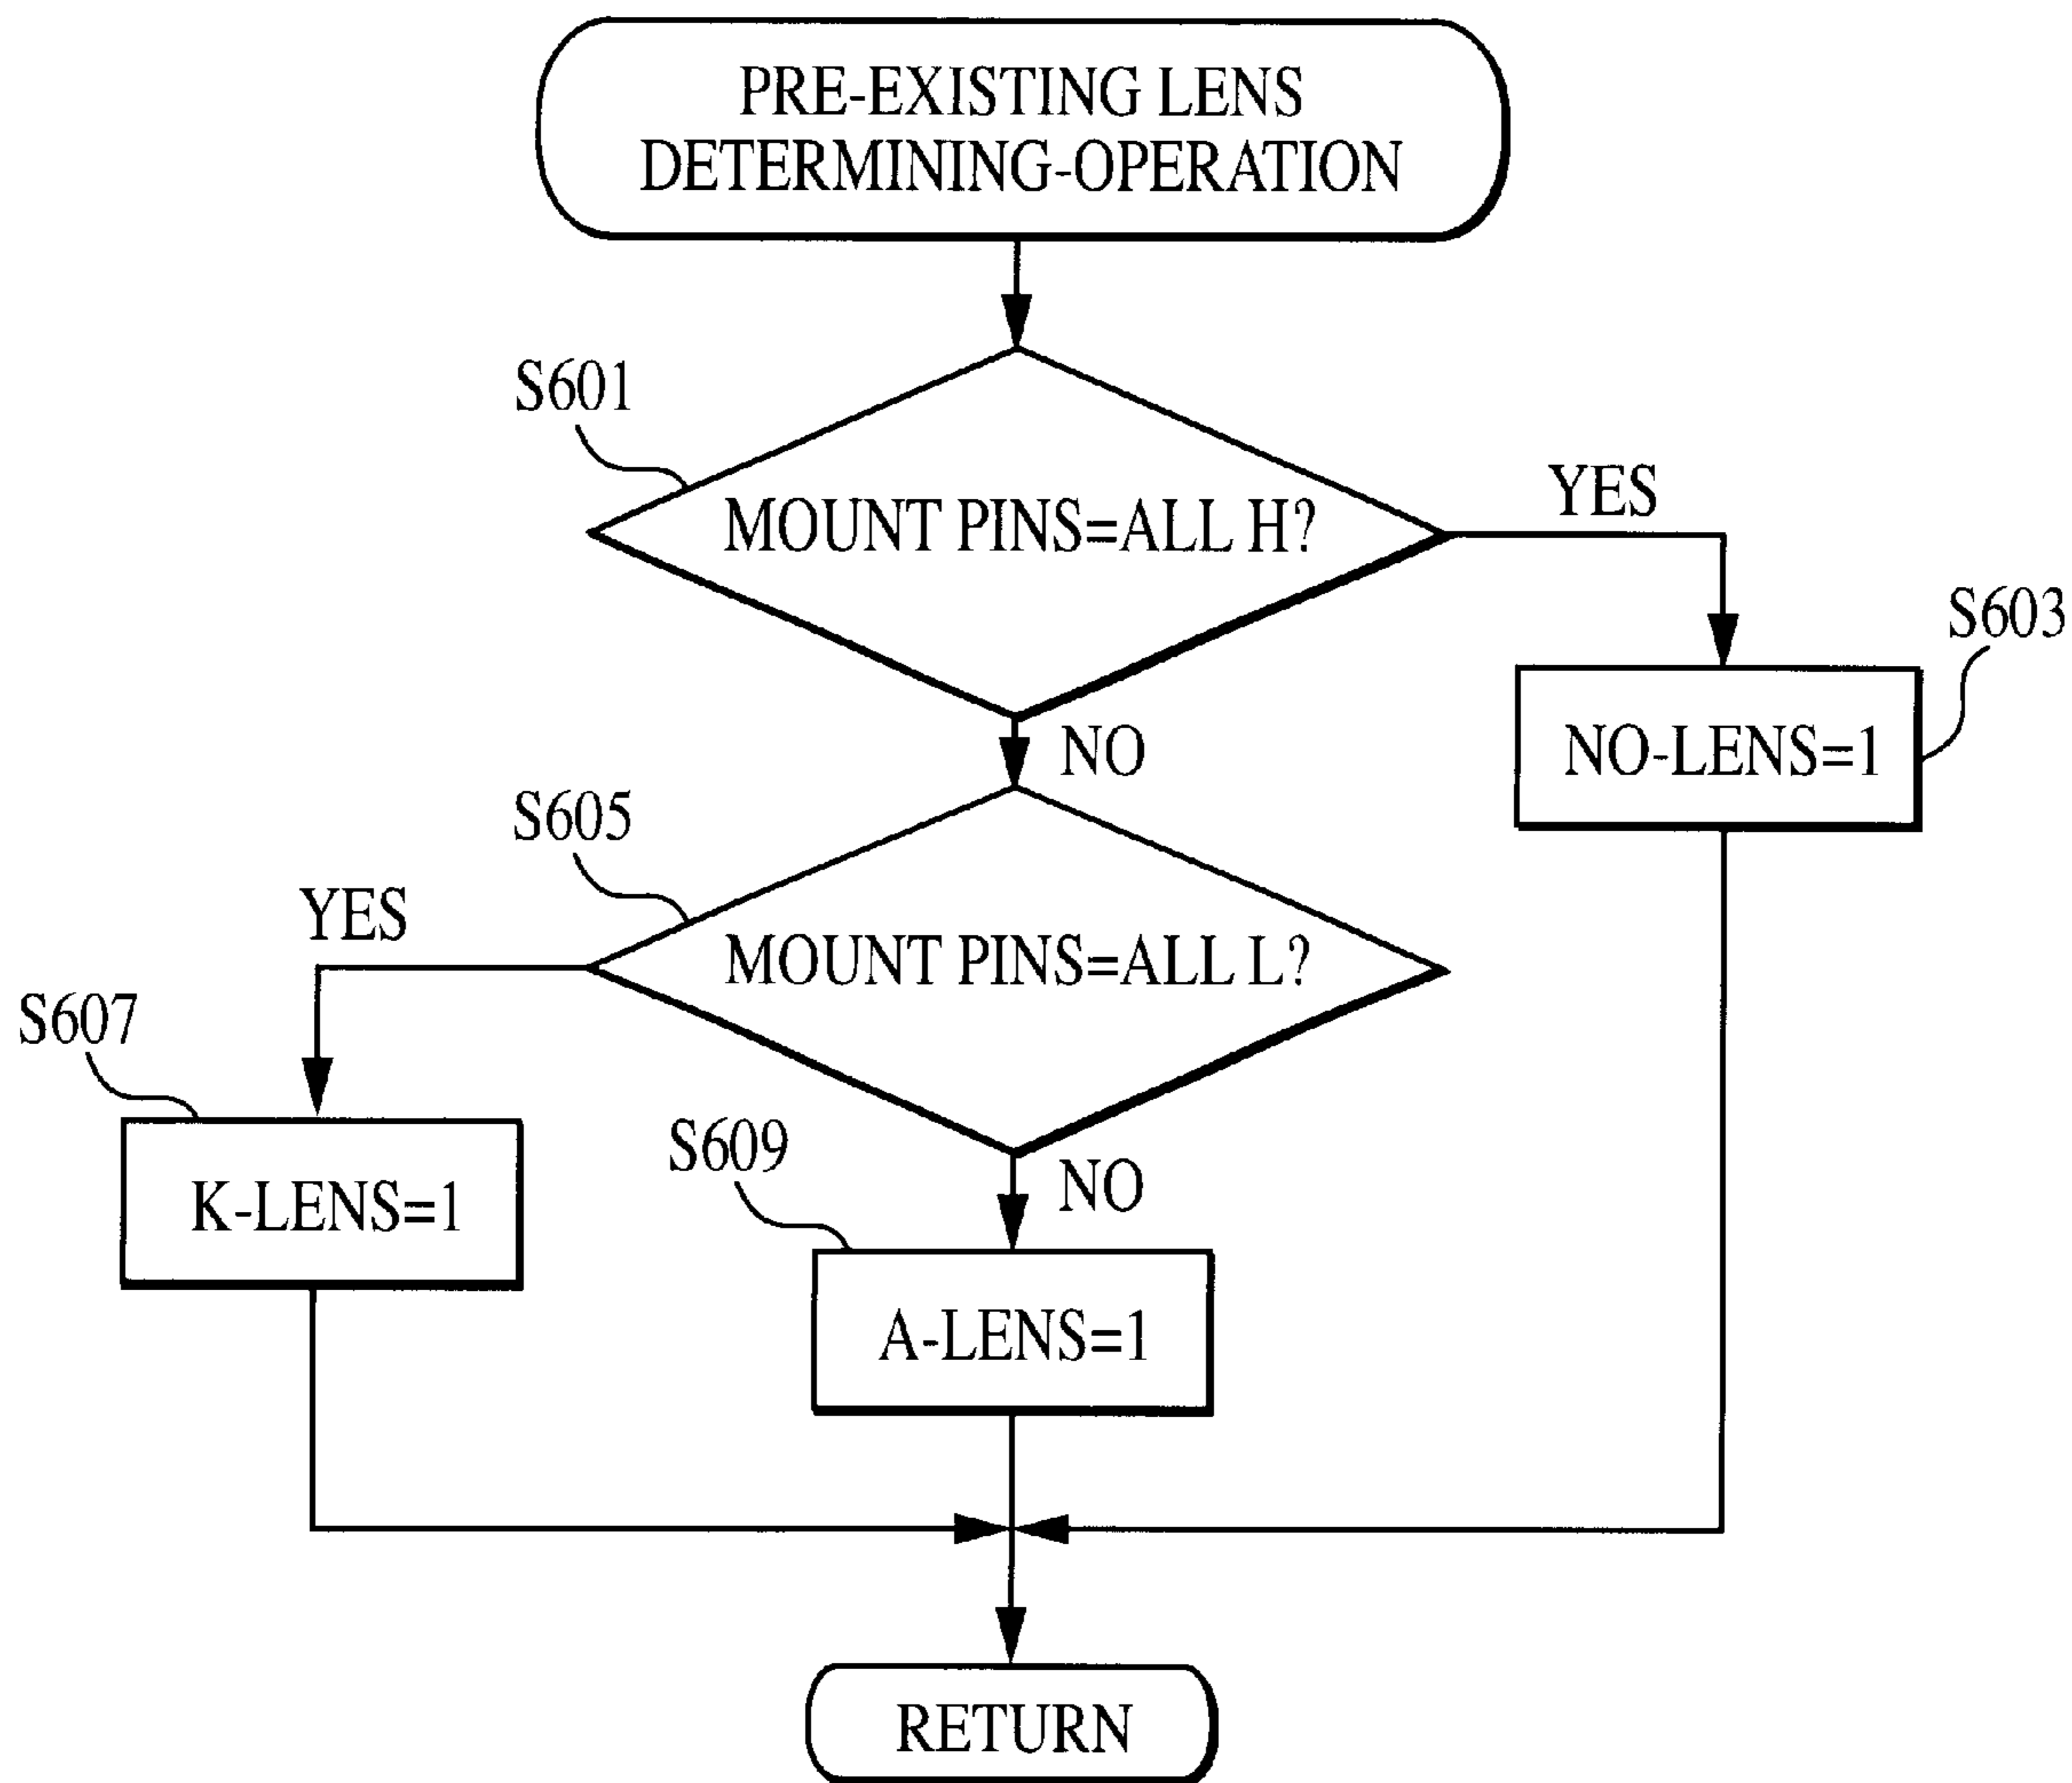 PRE-EXISTING LENS
DETERMINING-OPERATION
S601
MOUNT PINS=ALL H?
YES
S603
NO-LENS=1
NO
S605
MOUNT PINS=ALL L?
YES
S607
K-LENS=1
NO
S609
A-LENS=1
RETURN